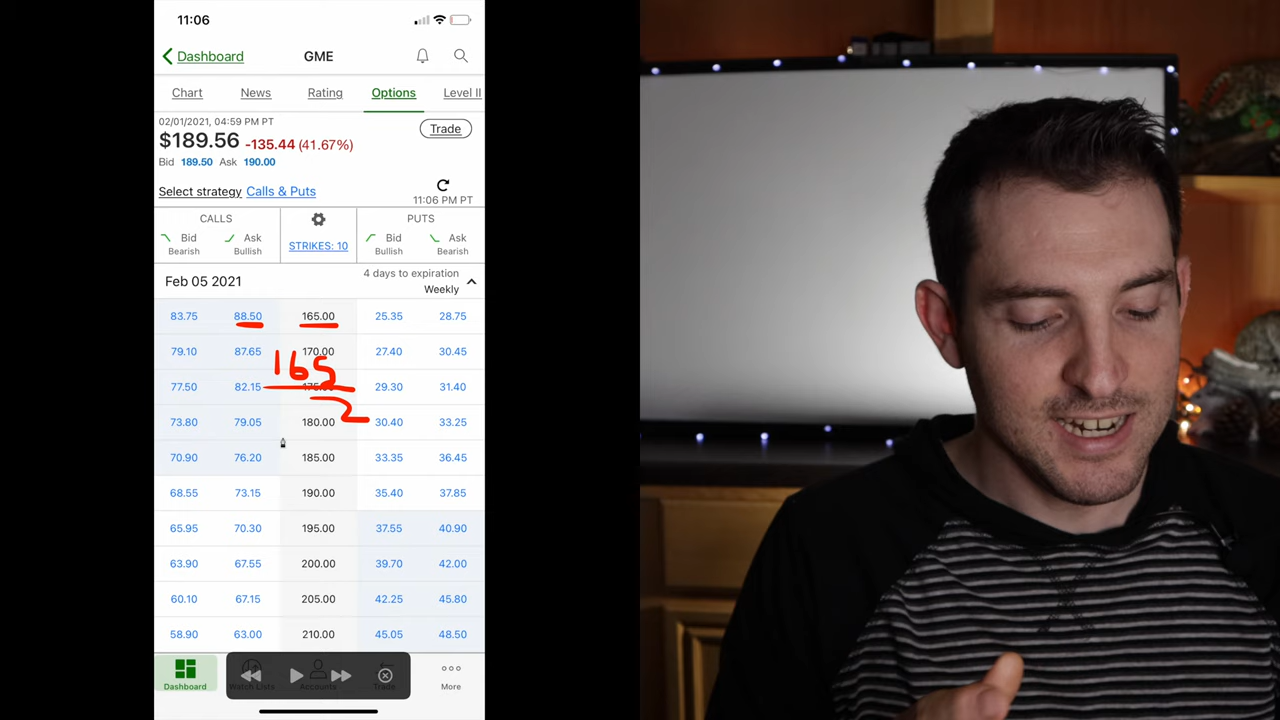 11:06
Dashboard GME
Chart News Rating Options Level II
02/01/2021, 04:59 PM PT
$189.56 -135.44 (41.67%)
Trade
Bid 189.50 Ask 190.00
Select strategy Calls & Puts
11:06 PM PT
CALLS PUTS
Bid Ask STRIKES: 10 Bid Ask
Bearish Bullish Bullish Bearish
Feb 05 2021 4 days to expiration
Weekly
83.75 88.50 165.00 25.35 28.75
79.10 87.65 170.00 27.40 30.45
165
77.50 82.15 175.00 29.30 31.40
2
73.80 79.05 180.00 30.40 33.25
70.90 76.20 185.00 33.35 36.45
68.55 73.15 190.00 35.40 37.85
65.95 70.30 195.00 37.55 40.90
63.90 67.55 200.00 39.70 42.00
60.10 67.15 205.00 42.25 45.80
58.90 63.00 210.00 45.05 48.50
Dashboard Watch Lists Accounts Trade More